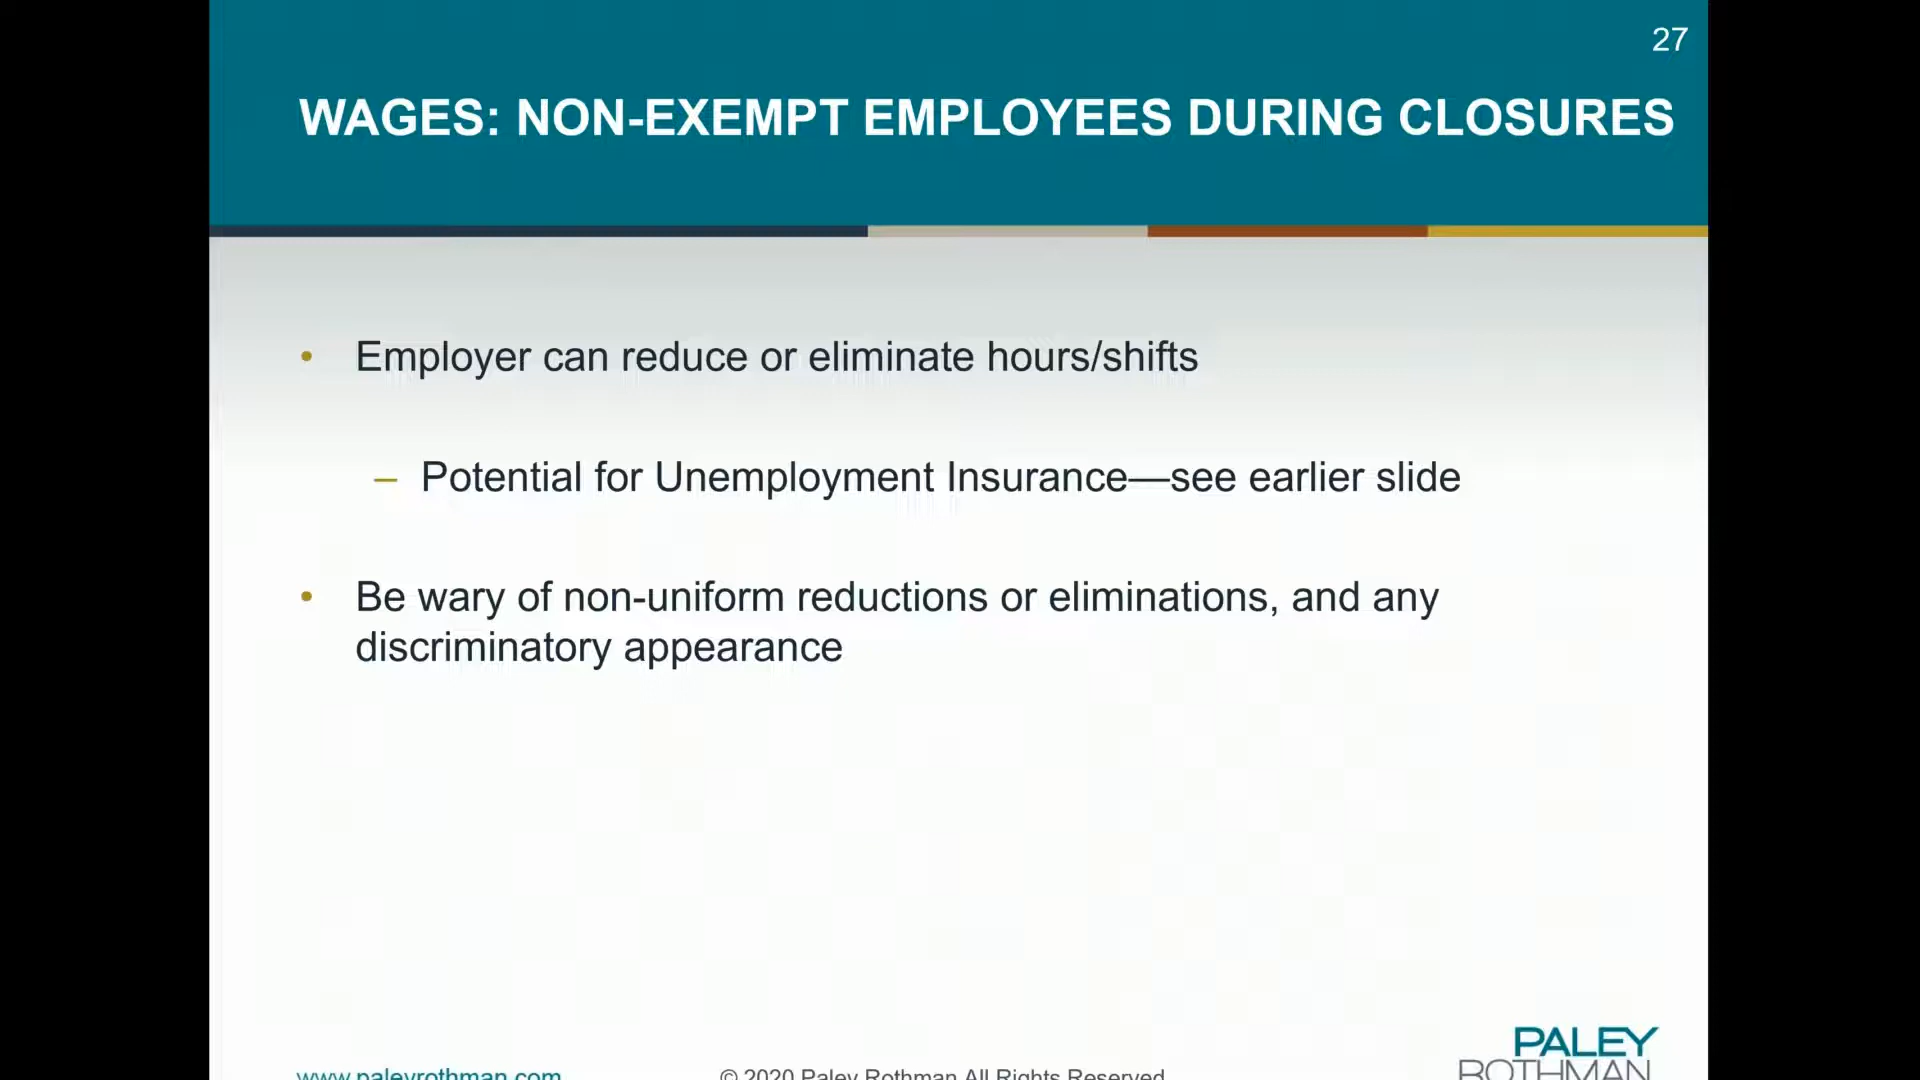 27
WAGES: NON-EXEMPT EMPLOYEES DURING CLOSURES
• Employer can reduce or eliminate hours/shifts
– Potential for Unemployment Insurance—see earlier slide
• Be wary of non-uniform reductions or eliminations, and any
discriminatory appearance
PALEY
ROTHMAN
www.paleyrothman.com
© 2020 Paley Rothman All Rights Reserved